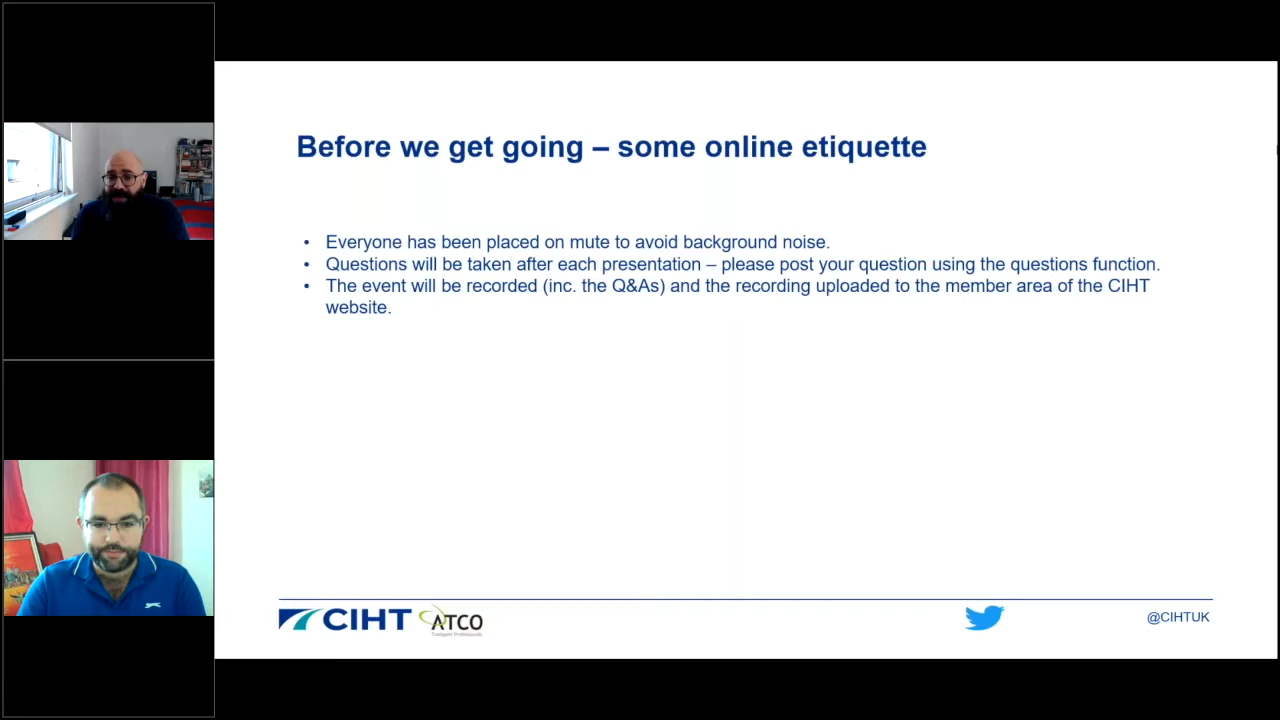 Before we get going – some online etiquette
• Everyone has been placed on mute to avoid background noise.
• Questions will be taken after each presentation – please post your question using the questions function.
• The event will be recorded (inc. the Q&As) and the recording uploaded to the member area of the CIHT
website.
CIHT
ATCO
Transport Professionals
@CIHTUK